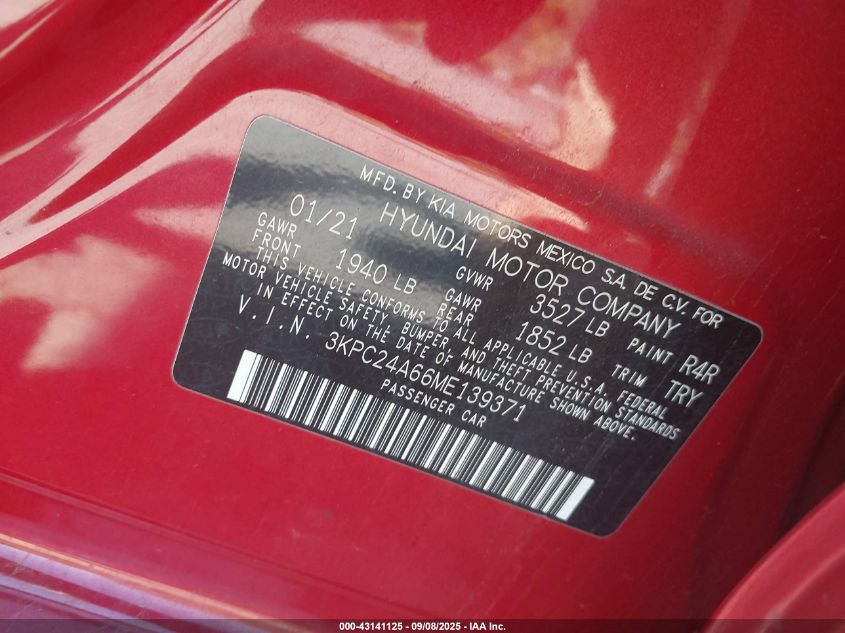 MFD. BY KIA MOTORS MEXICO S.A. DE C.V. FOR
01/21 HYUNDAI MOTOR COMPANY
GAWR FRONT 1940 LB GVWR 3527 LB PAINT R4R
GAWR REAR 1852 LB TRIM TRY
THIS VEHICLE CONFORMS TO ALL APPLICABLE U.S.A. FEDERAL
MOTOR VEHICLE SAFETY, BUMPER, AND THEFT PREVENTION STANDARDS
IN EFFECT ON THE DATE OF MANUFACTURE SHOWN ABOVE.
V.I.N. 3KPC24A66ME139371
PASSENGER CAR
000-43141125 - 09/08/2025 - IAA Inc.